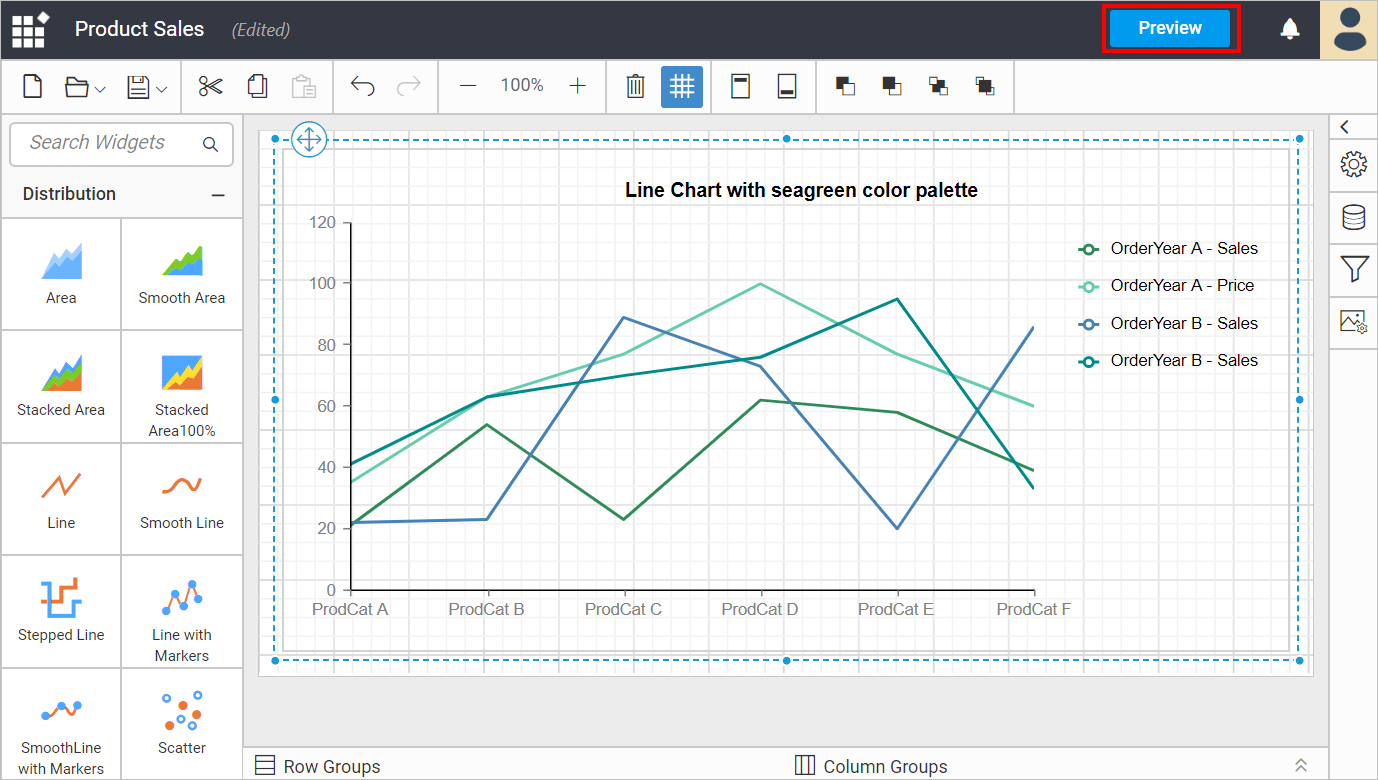 Product Sales (Edited) Preview
100%
Search Widgets
Distribution
Area
Smooth Area
Stacked Area
Stacked
Area100%
Line
Smooth Line
Stepped Line
Line with
Markers
SmoothLine
with Markers
Scatter
Line Chart with seagreen color palette
120
100
80
60
40
20
0
ProdCat A ProdCat B ProdCat C ProdCat D ProdCat E ProdCat F
OrderYear A - Sales
OrderYear A - Price
OrderYear B - Sales
OrderYear B - Sales
Row Groups Column Groups